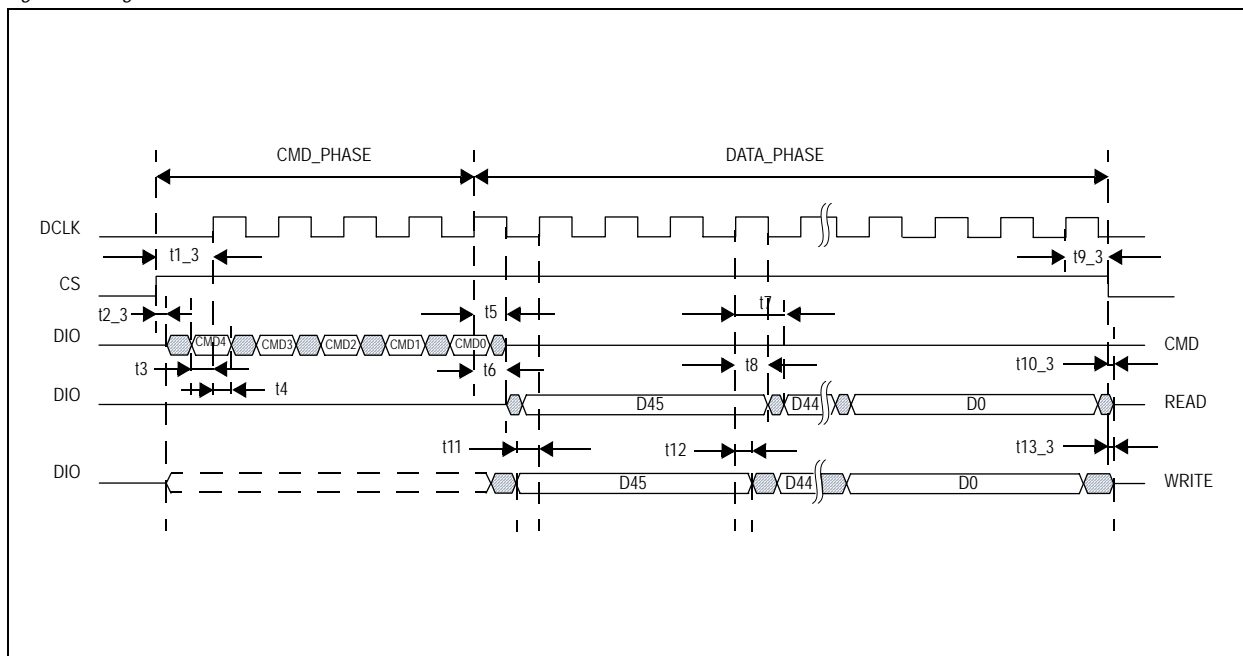 CMD_PHASE DATA_PHASE
DCLK
t1_3 t9_3
CS
t2_3 t5 t7
DIO CMD4 CMD3 CMD2 CMD1 CMD0 CMD
t3 t6 t8 t10_3
t4
DIO D45 D44 D0 READ
t11 t12 t13_3
DIO D45 D44 D0 WRITE